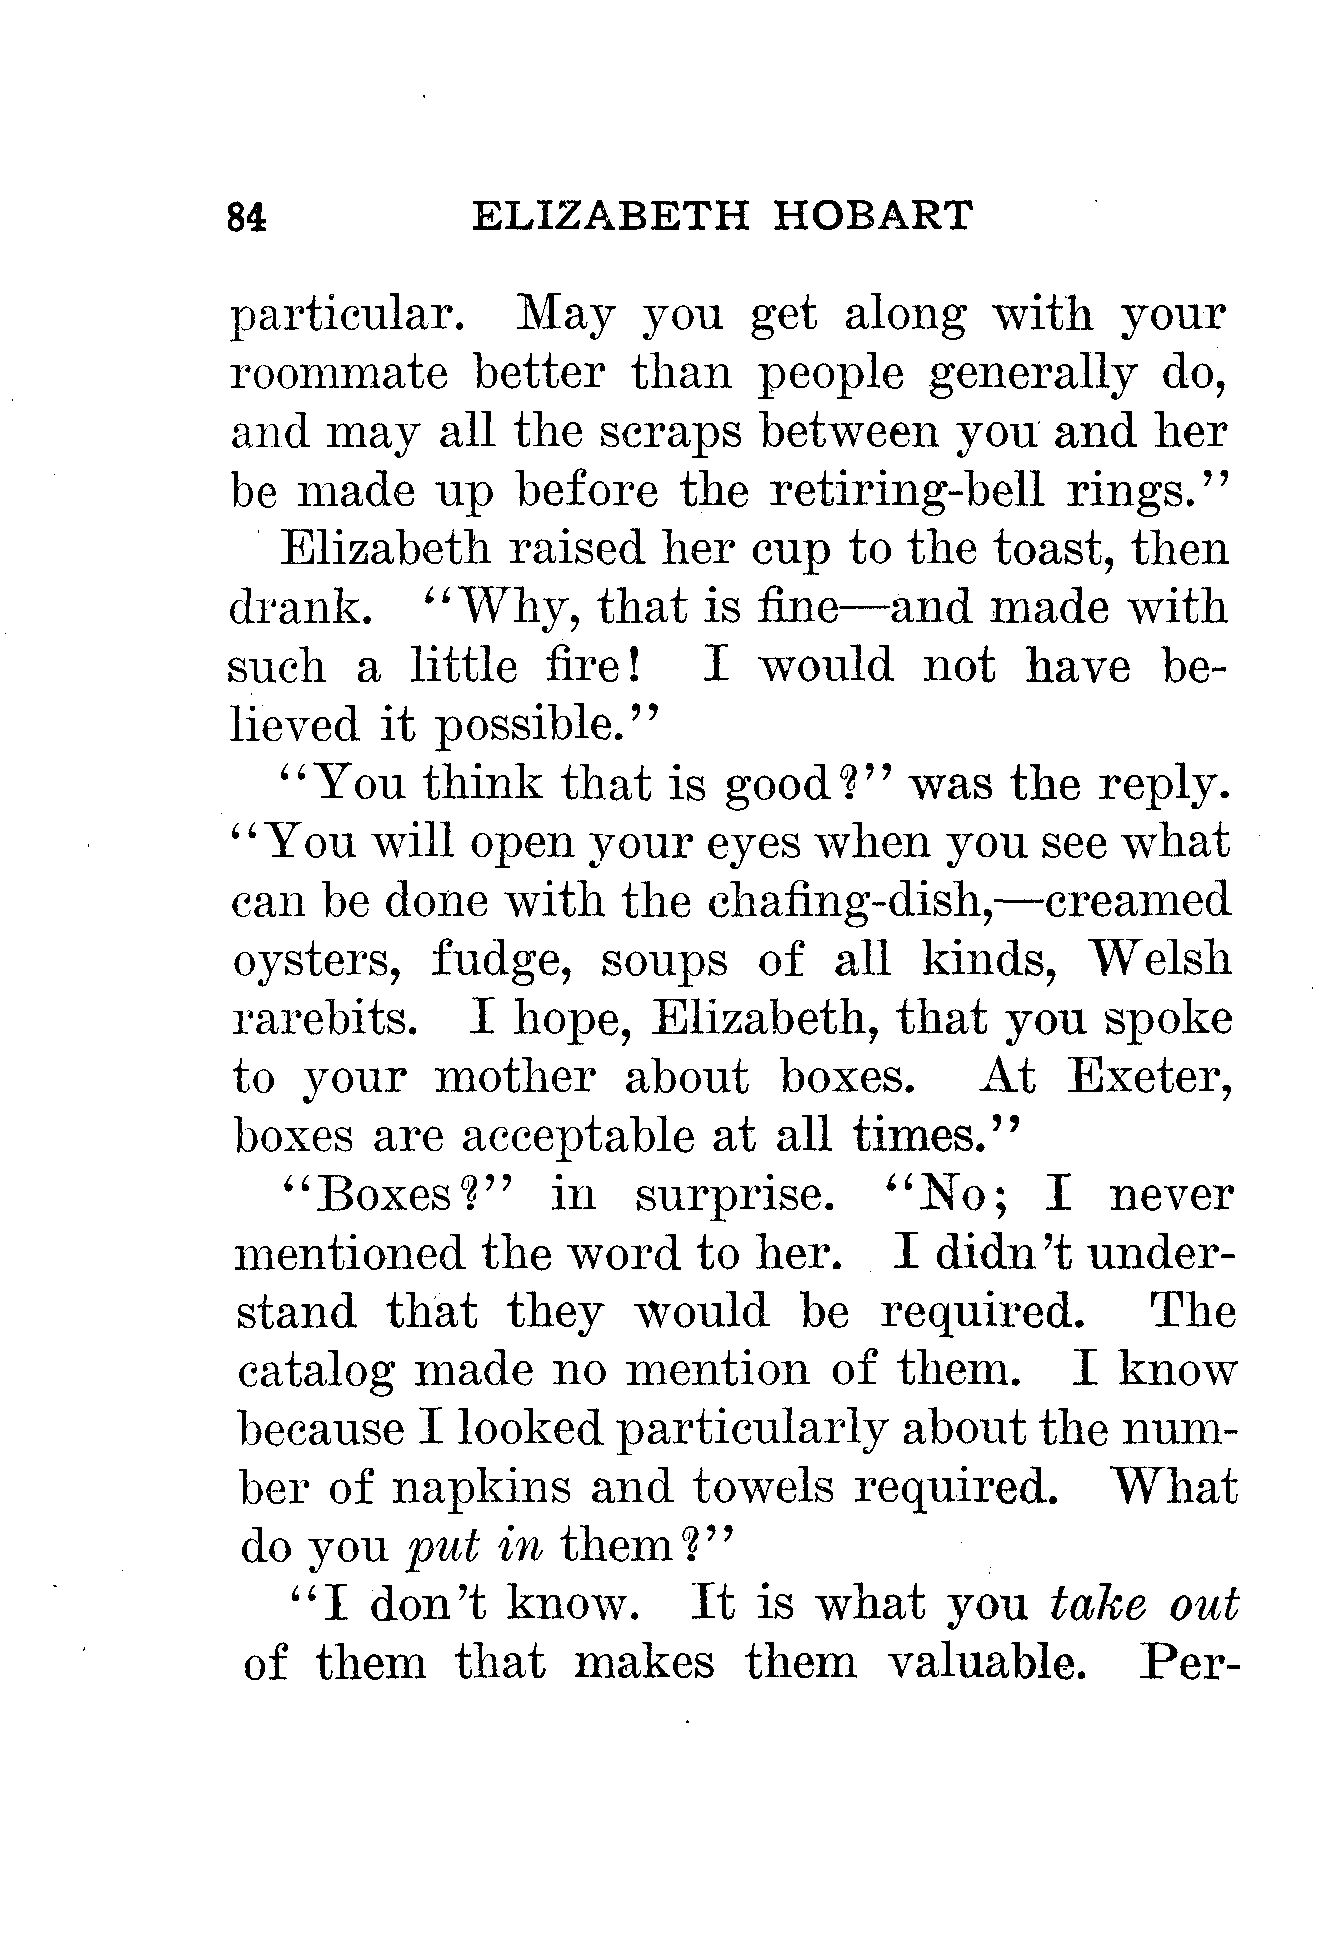 84 ELIZABETH HOBART
particular. May you get along with your
roommate better than people generally do,
and may all the scraps between you and her
be made up before the retiring-bell rings."
Elizabeth raised her cup to the toast, then
drank. "Why, that is fine—and made with
such a little fire! I would not have be-
lieved it possible."
"You think that is good?" was the reply.
"You will open your eyes when you see what
can be done with the chafing-dish,—creamed
oysters, fudge, soups of all kinds, Welsh
rarebits. I hope, Elizabeth, that you spoke
to your mother about boxes. At Exeter,
boxes are acceptable at all times."
"Boxes?" in surprise. "No; I never
mentioned the word to her. I didn't under-
stand that they would be required. The
catalog made no mention of them. I know
because I looked particularly about the num-
ber of napkins and towels required. What
do you put in them?"
"I don't know. It is what you take out
of them that makes them valuable. Per-